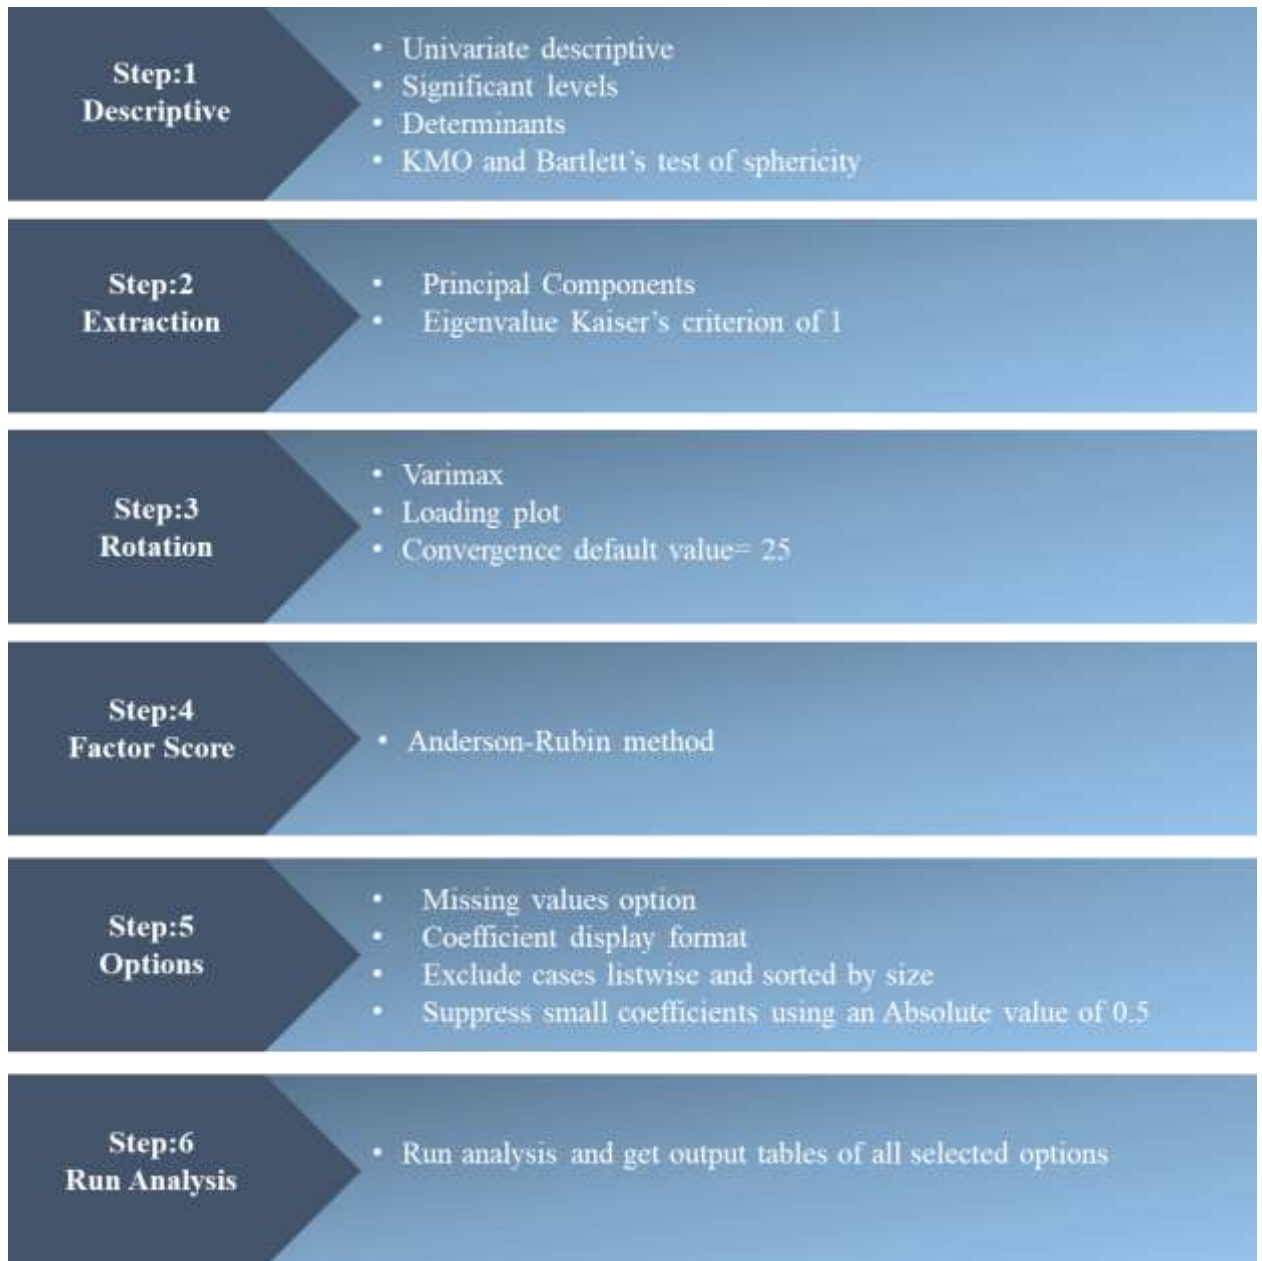 Step:1
Descriptive
• Univariate descriptive
• Significant levels
• Determinants
• KMO and Bartlett’s test of sphericity
Step:2
Extraction
• Principal Components
• Eigenvalue Kaiser’s criterion of 1
Step:3
Rotation
• Varimax
• Loading plot
• Convergence default value= 25
Step:4
Factor Score
• Anderson-Rubin method
Step:5
Options
• Missing values option
• Coefficient display format
• Exclude cases listwise and sorted by size
• Suppress small coefficients using an Absolute value of 0.5
Step:6
Run Analysis
• Run analysis and get output tables of all selected options